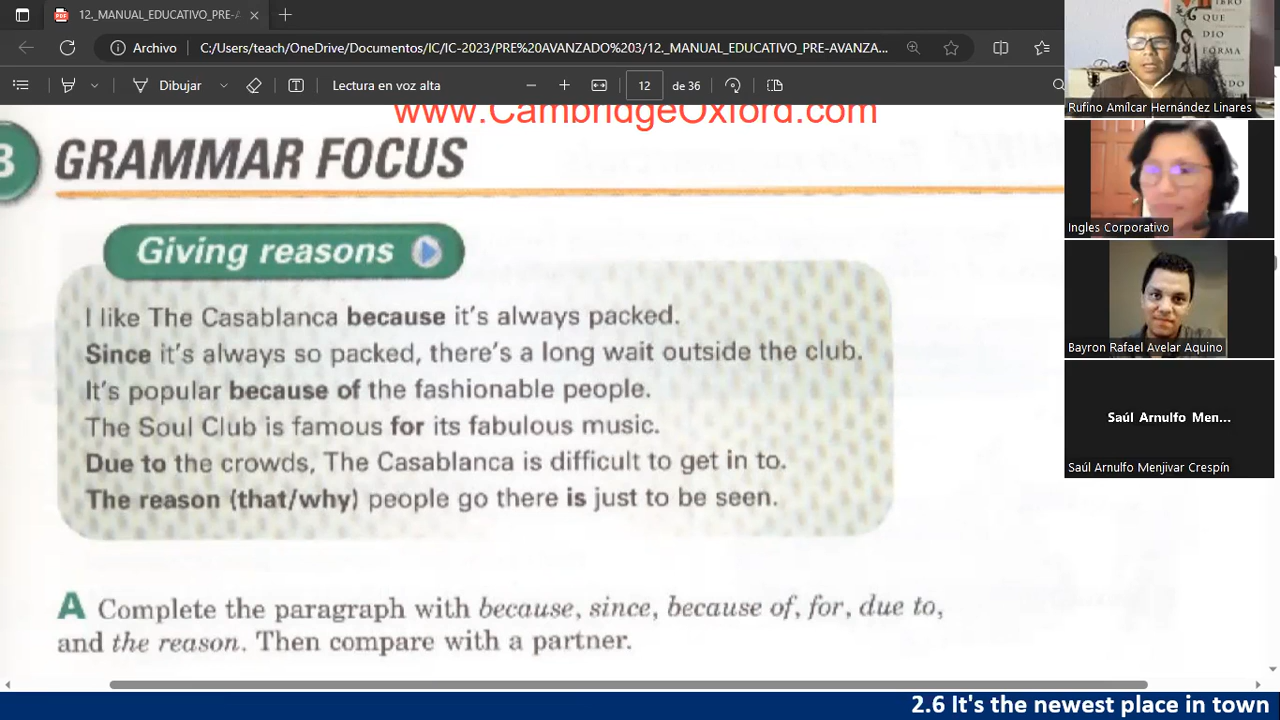 12._MANUAL_EDUCATIVO_PRE-A
Archivo
C:/Users/teach/OneDrive/Documentos/IC/IC-2023/PRE%20AVANZADO%203/12._MANUAL_EDUCATIVO_PRE-AVANZA...
Dibujar
Lectura en voz alta
12
de 36
www.CambridgeOxford.com
GRAMMAR FOCUS
Giving reasons
I like The Casablanca because it's always packed.
Since it's always so packed, there's a long wait outside the club.
It's popular because of the fashionable people.
The Soul Club is famous for its fabulous music.
Due to the crowds, The Casablanca is difficult to get in to.
The reason (that/why) people go there is just to be seen.
A Complete the paragraph with because, since, because of, for, due to,
and the reason. Then compare with a partner.
QUE
DIO
FORMA
Rufino Amílcar Hernández Linares
Ingles Corporativo
Bayron Rafael Avelar Aquino
Saúl Arnulfo Men...
Saúl Arnulfo Menjivar Crespín
2.6 It's the newest place in town